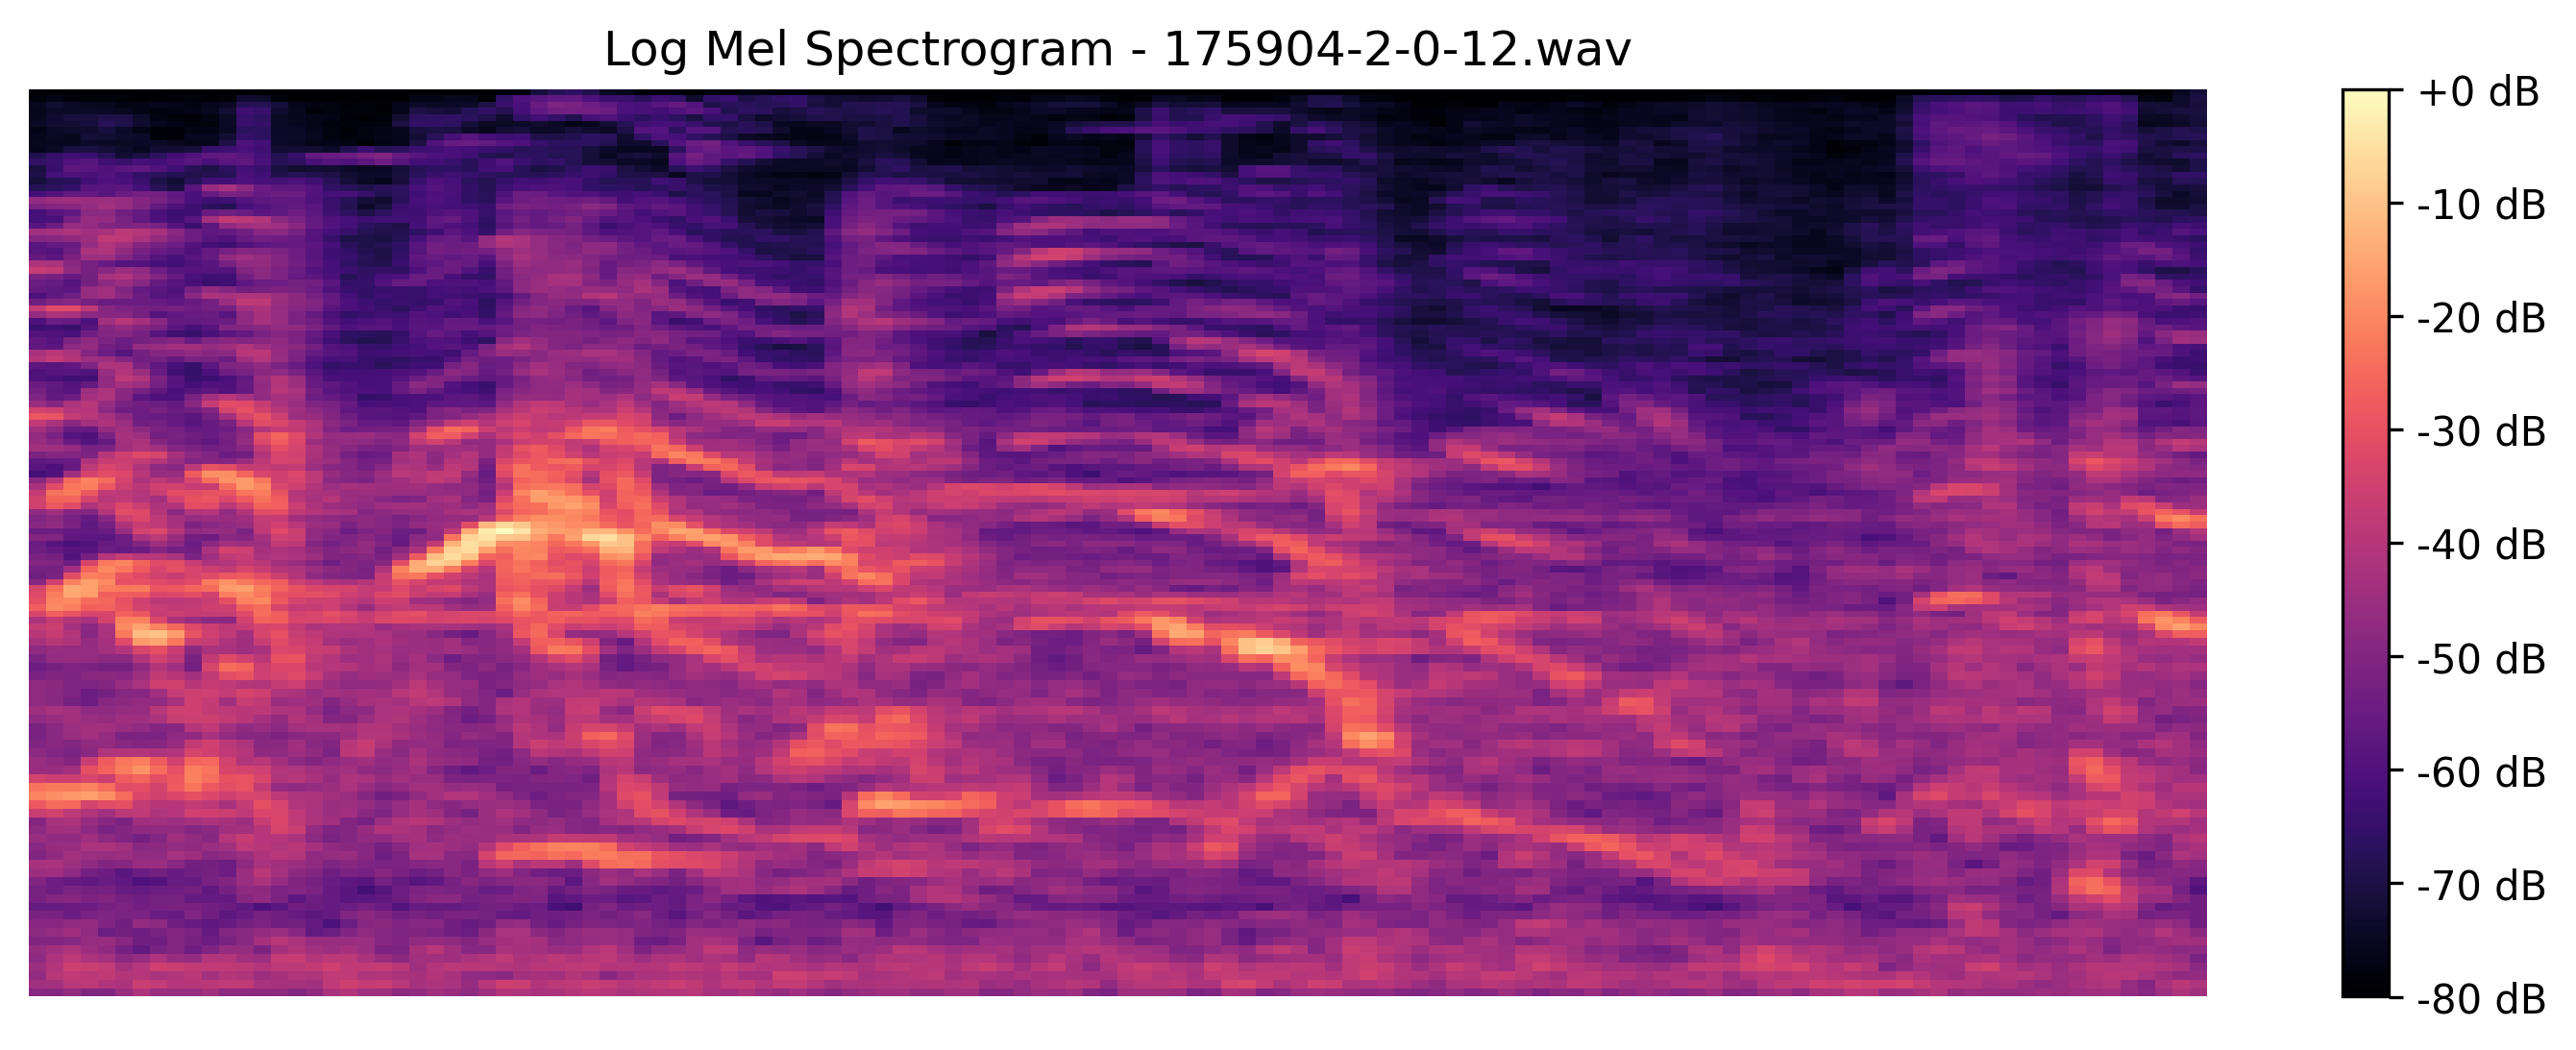 Log Mel Spectrogram - 175904-2-0-12.wav
+0 dB
-10 dB
-20 dB
-30 dB
-40 dB
-50 dB
-60 dB
-70 dB
-80 dB